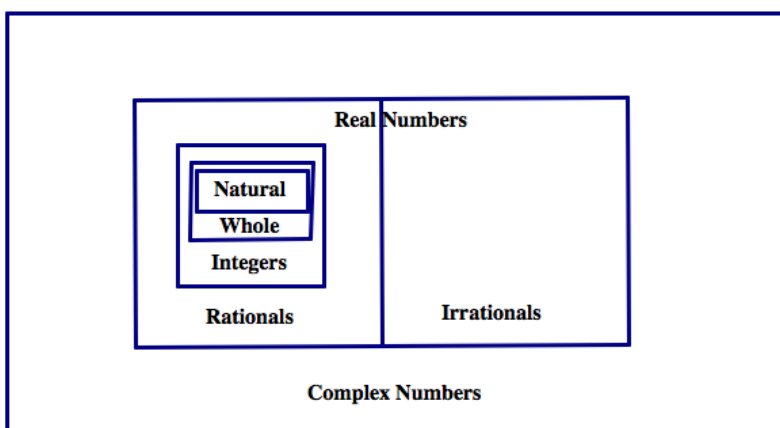 Real Numbers
Natural
Whole
Integers
Rationals
Irrationals
Complex Numbers